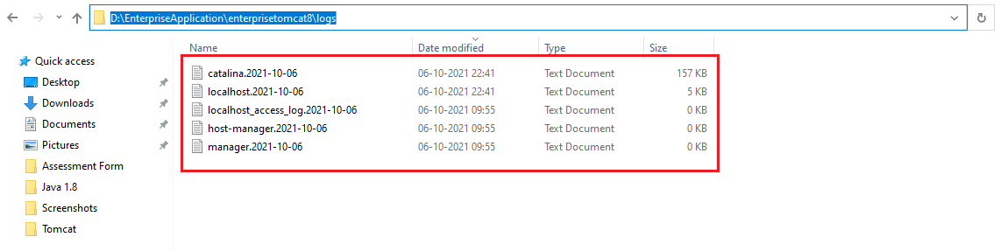 D:\EnterpriseApplication\enterprisetomcat8\logs
Name Date modified Type Size
Quick access
Desktop
Downloads
Documents
Pictures
Assessment Form
Java 1.8
Screenshots
Tomcat
catalina.2021-10-06 06-10-2021 22:41 Text Document 157 KB
localhost.2021-10-06 06-10-2021 22:41 Text Document 5 KB
localhost_access_log.2021-10-06 06-10-2021 09:55 Text Document 0 KB
host-manager.2021-10-06 06-10-2021 09:55 Text Document 0 KB
manager.2021-10-06 06-10-2021 09:55 Text Document 0 KB